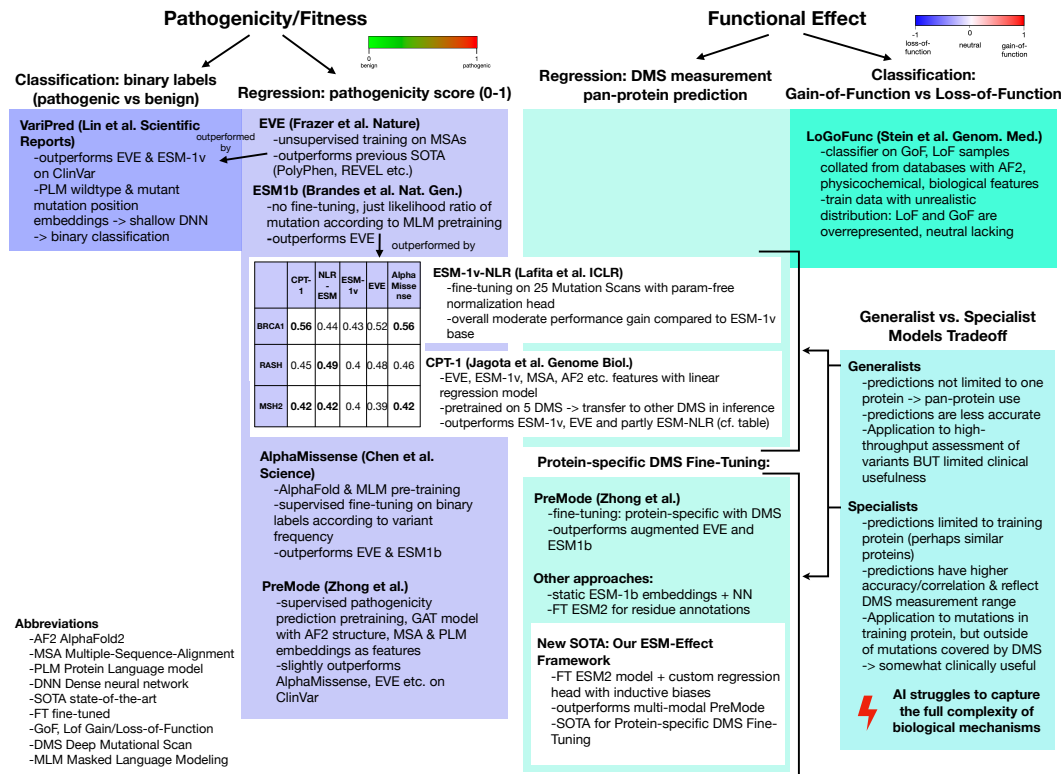 Pathogenicity/Fitness
benign
0
pathogenic
1
Classification: binary labels
(pathogenic vs benign)
Regression: pathogenicity score (0-1)
VariPred (Lin et al. Scientific
Reports)
-outperforms EVE & ESM-1v
on ClinVar
-PLM wildtype & mutant
mutation position
embeddings -> shallow DNN
-> binary classification
outperformed
by
EVE (Frazer et al. Nature)
-unsupervised training on MSAs
-outperforms previous SOTA
(PolyPhen, REVEL etc.)
ESM1b (Brandes et al. Nat. Gen.)
-no fine-tuning, just likelihood ratio of
mutation according to MLM pretraining
-outperforms EVE
outperformed by
CPT-
1
NLR
-
ESM
ESM-
1v
EVE
Alpha
Misse
nse
BRCA1 0.56 0.44 0.43 0.52 0.56
RASH 0.45 0.49 0.4 0.48 0.46
MSH2 0.42 0.42 0.4 0.39 0.42
ESM-1v-NLR (Lafita et al. ICLR)
-fine-tuning on 25 Mutation Scans with param-free
normalization head
-overall moderate performance gain compared to ESM-1v
base
CPT-1 (Jagota et al. Genome Biol.)
-EVE, ESM-1v, MSA, AF2 etc. features with linear
regression model
-pretrained on 5 DMS -> transfer to other DMS in inference
-outperforms ESM-1v, EVE and partly ESM-NLR (cf. table)
AlphaMissense (Chen et al.
Science)
-AlphaFold & MLM pre-training
-supervised fine-tuning on binary
labels according to variant
frequency
-outperforms EVE & ESM1b
PreMode (Zhong et al.)
-supervised pathogenicity
prediction pretraining, GAT model
with AF2 structure, MSA & PLM
embeddings as features
-slightly outperforms
AlphaMissense, EVE etc. on
ClinVar
Abbreviations
-AF2 AlphaFold2
-MSA Multiple-Sequence-Alignment
-PLM Protein Language model
-DNN Dense neural network
-SOTA state-of-the-art
-FT fine-tuned
-GoF, Lof Gain/Loss-of-Function
-DMS Deep Mutational Scan
-MLM Masked Language Modeling
Functional Effect
-1
loss-of-
function
0
neutral
1
gain-of-
function
Regression: DMS measurement
pan-protein prediction
Classification:
Gain-of-Function vs Loss-of-Function
LoGoFunc (Stein et al. Genom. Med.)
-classifier on GoF, LoF samples
collated from databases with AF2,
physicochemical, biological features
-train data with unrealistic
distribution: LoF and GoF are
overrepresented, neutral lacking
Protein-specific DMS Fine-Tuning:
PreMode (Zhong et al.)
-fine-tuning: protein-specific with DMS
-outperforms augmented EVE and
ESM1b
Other approaches:
-static ESM-1b embeddings + NN
-FT ESM2 for residue annotations
New SOTA: Our ESM-Effect
Framework
-FT ESM2 model + custom regression
head with inductive biases
-outperforms multi-modal PreMode
-SOTA for Protein-specific DMS Fine-
Tuning
Generalist vs. Specialist
Models Tradeoff
Generalists
-predictions not limited to one
protein -> pan-protein use
-predictions are less accurate
-Application to high-
throughput assessment of
variants BUT limited clinical
usefulness
Specialists
-predictions limited to training
protein (perhaps similar
proteins)
-predictions have higher
accuracy/correlation & reflect
DMS measurement range
-Application to mutations in
training protein, but outside of
of mutations covered by DMS
-> somewhat clinically useful
AI struggles to capture
the full complexity of
biological mechanisms